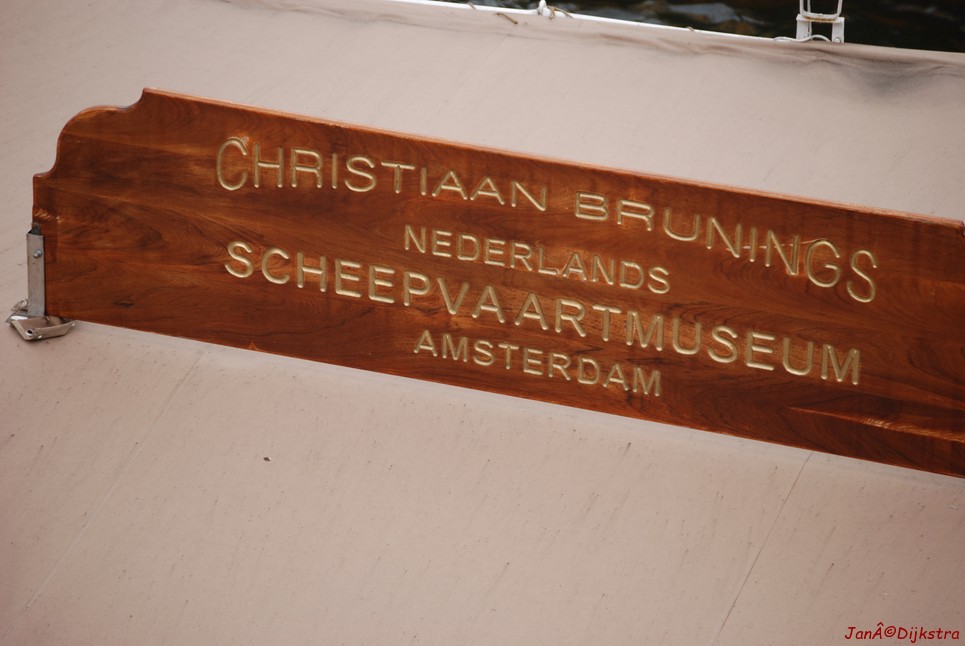 CHRISTIAAN BRUNINGS
NEDERLANDS
SCHEEPVAARTMUSEUM
AMSTERDAM
JanÂ©Dijkstra